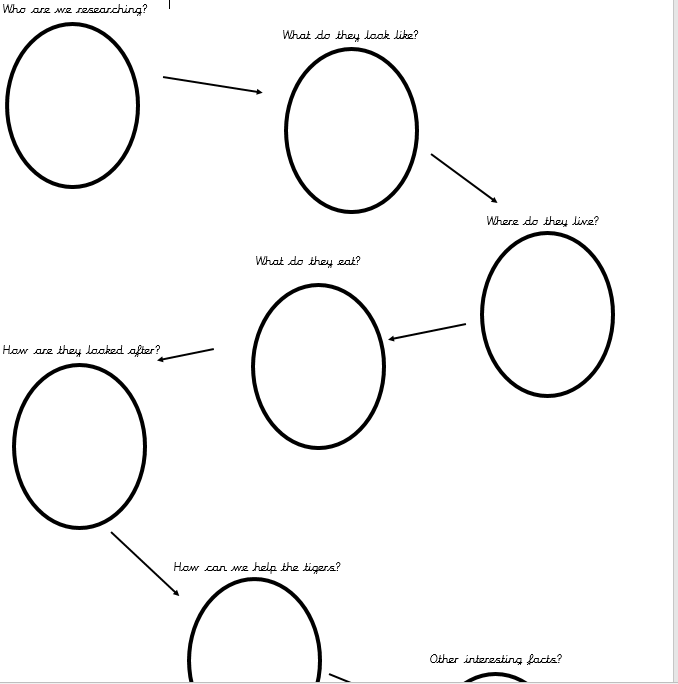 Who are we researching?
What do they look like?
Where do they live?
What do they eat?
How are they looked after?
How can we help the tigers?
Other interesting facts?